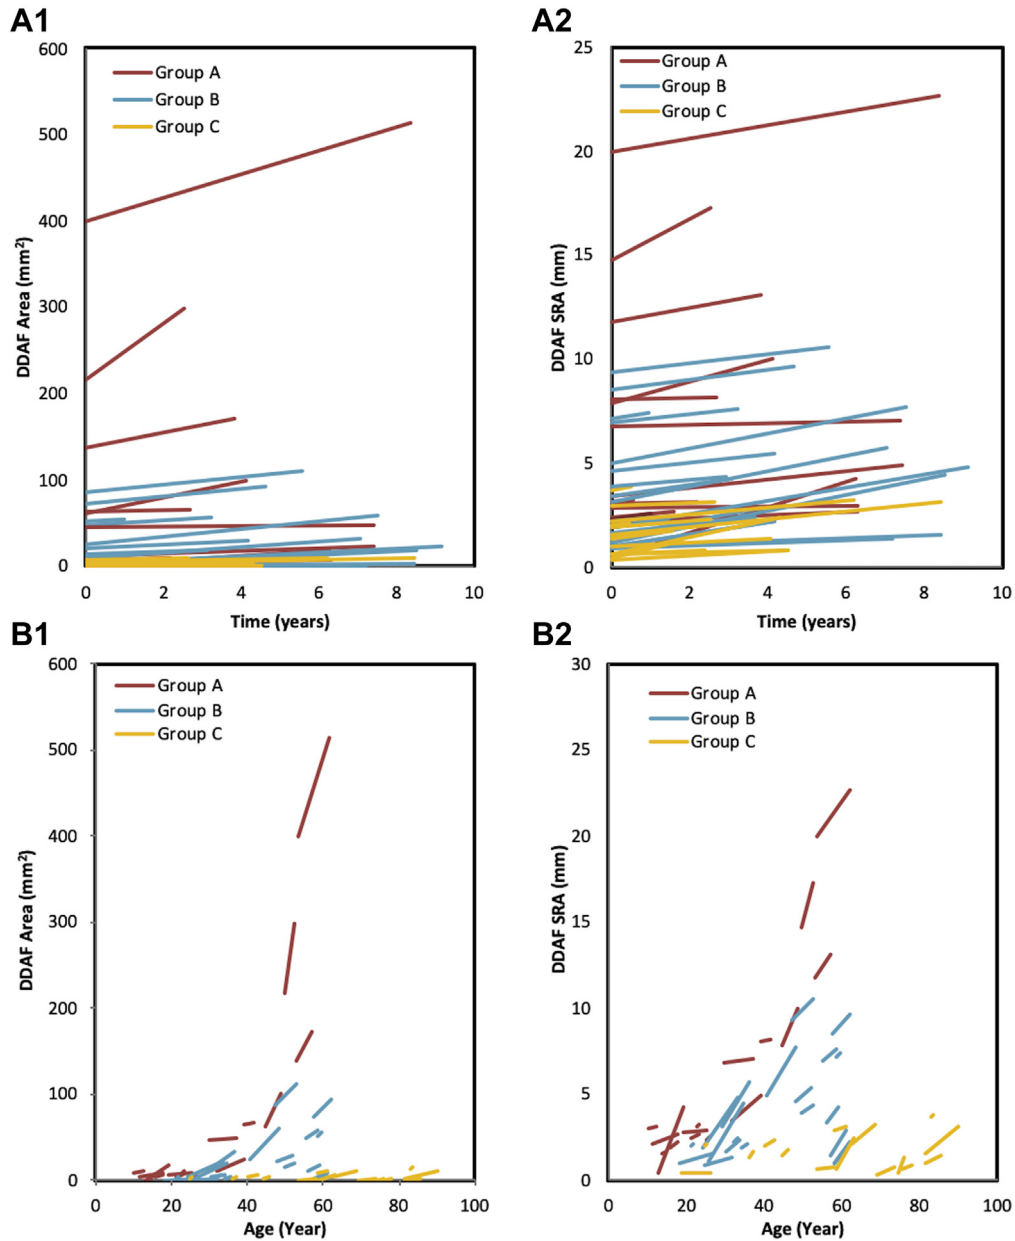 A1
600
500
400
300
200
100
0
DDAF Area (mm²)
Group A
Group B
Group C
0 2 4 6 8 10
Time (years)
A2
25
20
15
10
5
0
DDAF SRA (mm)
Group A
Group B
Group C
0 2 4 6 8 10
Time (years)
B1
600
500
400
300
200
100
0
DDAF Area (mm²)
Group A
Group B
Group C
0 20 40 60 80 100
Age (Year)
B2
30
25
20
15
10
5
0
DDAF SRA (mm)
Group A
Group B
Group C
0 20 40 60 80 100
Age (Year)